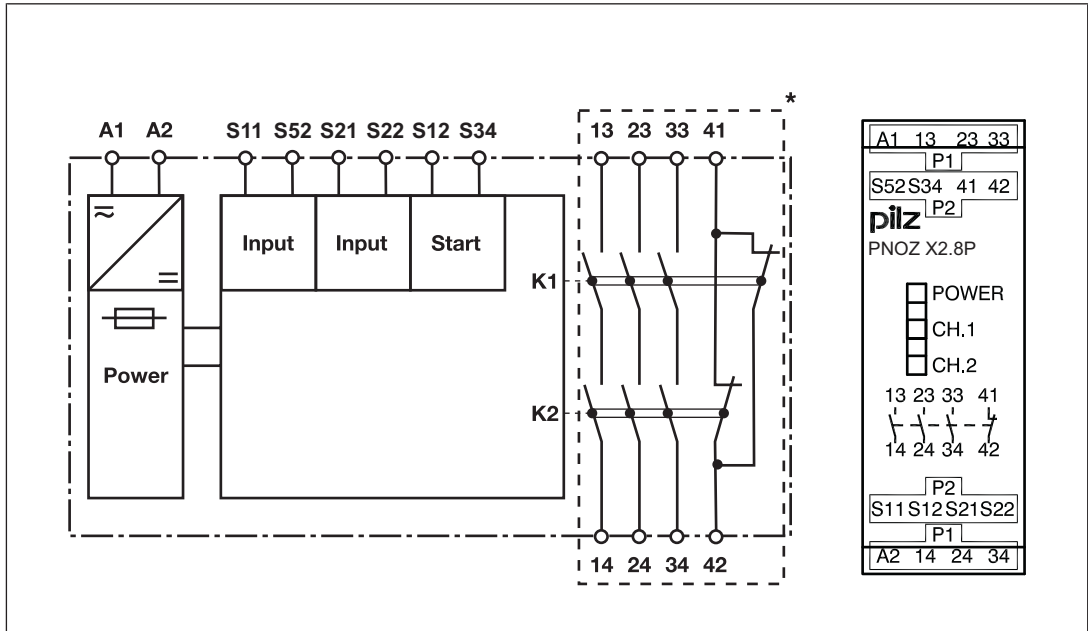 *
A1 A2 S11 S52 S21 S22 S12 S34 13 23 33 41
Input Input Start
K1
Power
K2
14 24 34 42
A1 13 23 33
P1
S52 S34 41 42
P2
pilz
PNOZ X2.8P
POWER
CH.1
CH.2
13 23 33 41
14 24 34 42
P2
S11 S12 S21 S22
P1
A2 14 24 34